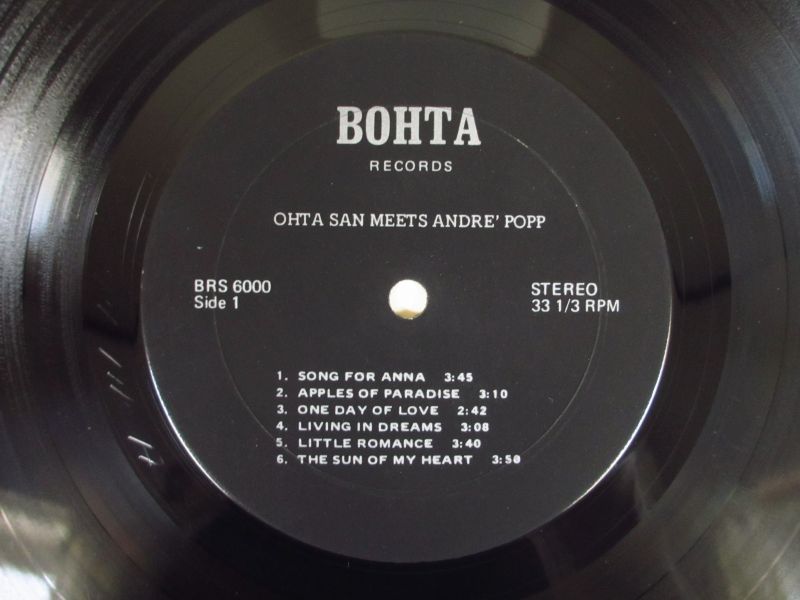 BOHTA
RECORDS
OHTA SAN MEETS ANDRE' POPP
BRS 6000
Side 1
STEREO
33 1/3 RPM
1. SONG FOR ANNA 3:45
2. APPLES OF PARADISE 3:10
3. ONE DAY OF LOVE 2:42
4. LIVING IN DREAMS 3:08
5. LITTLE ROMANCE 3:40
6. THE SUN OF MY HEART 3:50